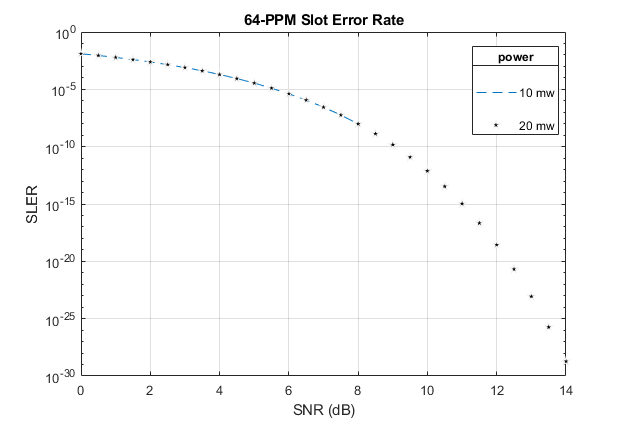 64-PPM Slot Error Rate
10^0
10^-5
10^-10
10^-15
10^-20
10^-25
10^-30
SLER
power
10 mw
20 mw
0 2 4 6 8 10 12 14
SNR (dB)